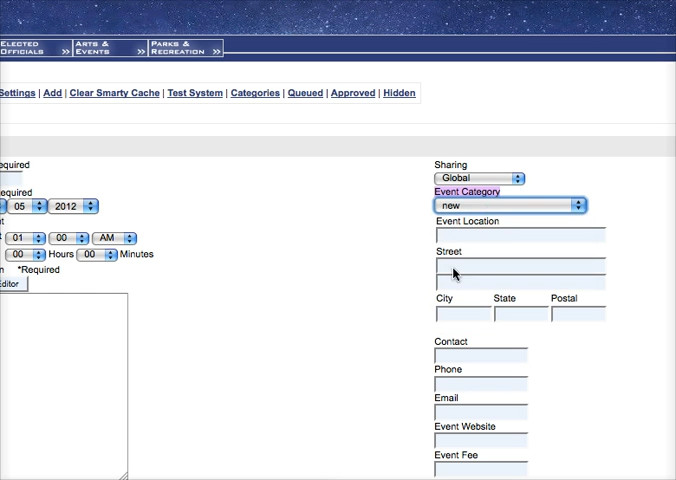 ELECTED OFFICIALS >> ARTS & EVENTS >> PARKS & RECREATION >>
Settings | Add | Clear Smarty Cache | Test System | Categories | Queued | Approved | Hidden
equired
equired
05 2012
t
01 00 AM
00 Hours 00 Minutes
n *Required
Editor
Sharing
Global
Event Category
new
Event Location
Street
City State Postal
Contact
Phone
Email
Event Website
Event Fee